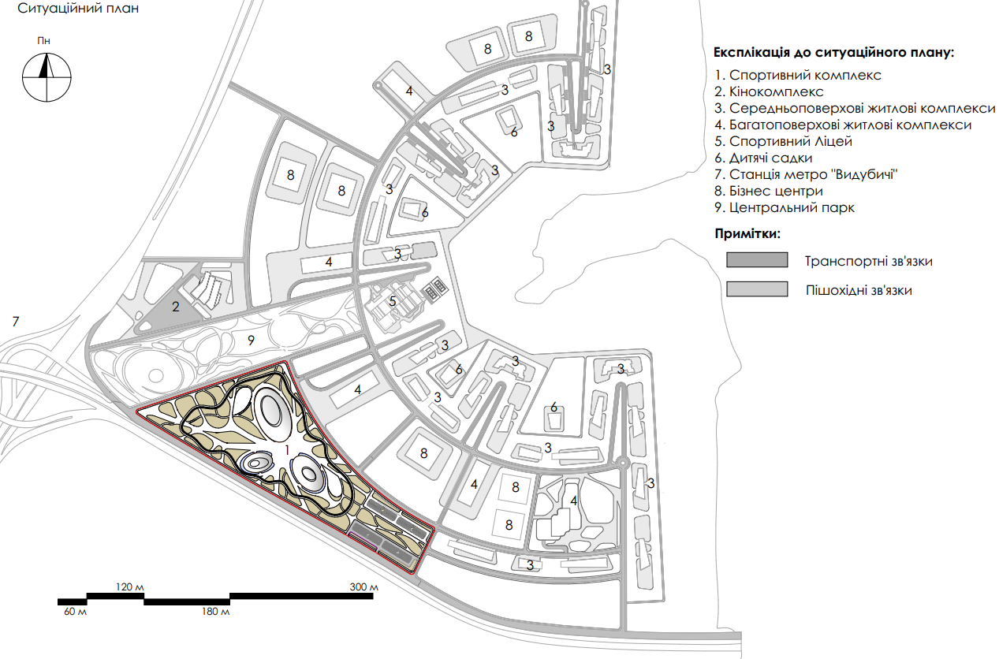 Ситуаційний план
Пн
Експлікація до ситуаційного плану:
1. Спортивний комплекс
2. Кінокомплекс
3. Середньоповерхові житлові комплекси
4. Багатоповерхові житлові комплекси
5. Спортивний Ліцей
6. Дитячі садки
7. Станція метро "Видубичі"
8. Бізнес центри
9. Центральний парк
Примітки:
Транспортні зв'язки
Пішохідні зв'язки
8
8
3
4
3
3
6
3
8
8
3
6
3
4
5
2
7
9
3
6
3
3
3
4
6
3
1
8
4
8
4
3
8
3
120 м
300 м
60 м
180 м